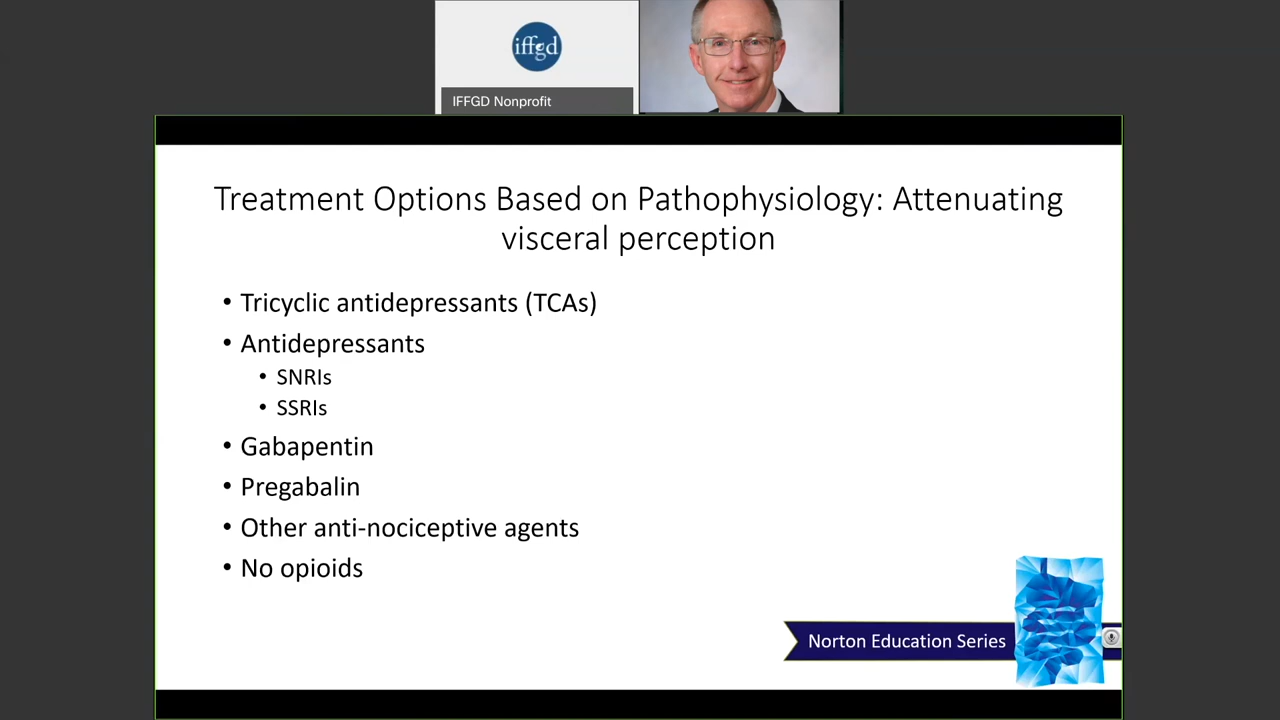 iffgd
IFFGD Nonprofit
Treatment Options Based on Pathophysiology: Attenuating
visceral perception
• Tricyclic antidepressants (TCAs)
• Antidepressants
• SNRIs
• SSRIs
• Gabapentin
• Pregabalin
• Other anti-nociceptive agents
• No opioids
Norton Education Series